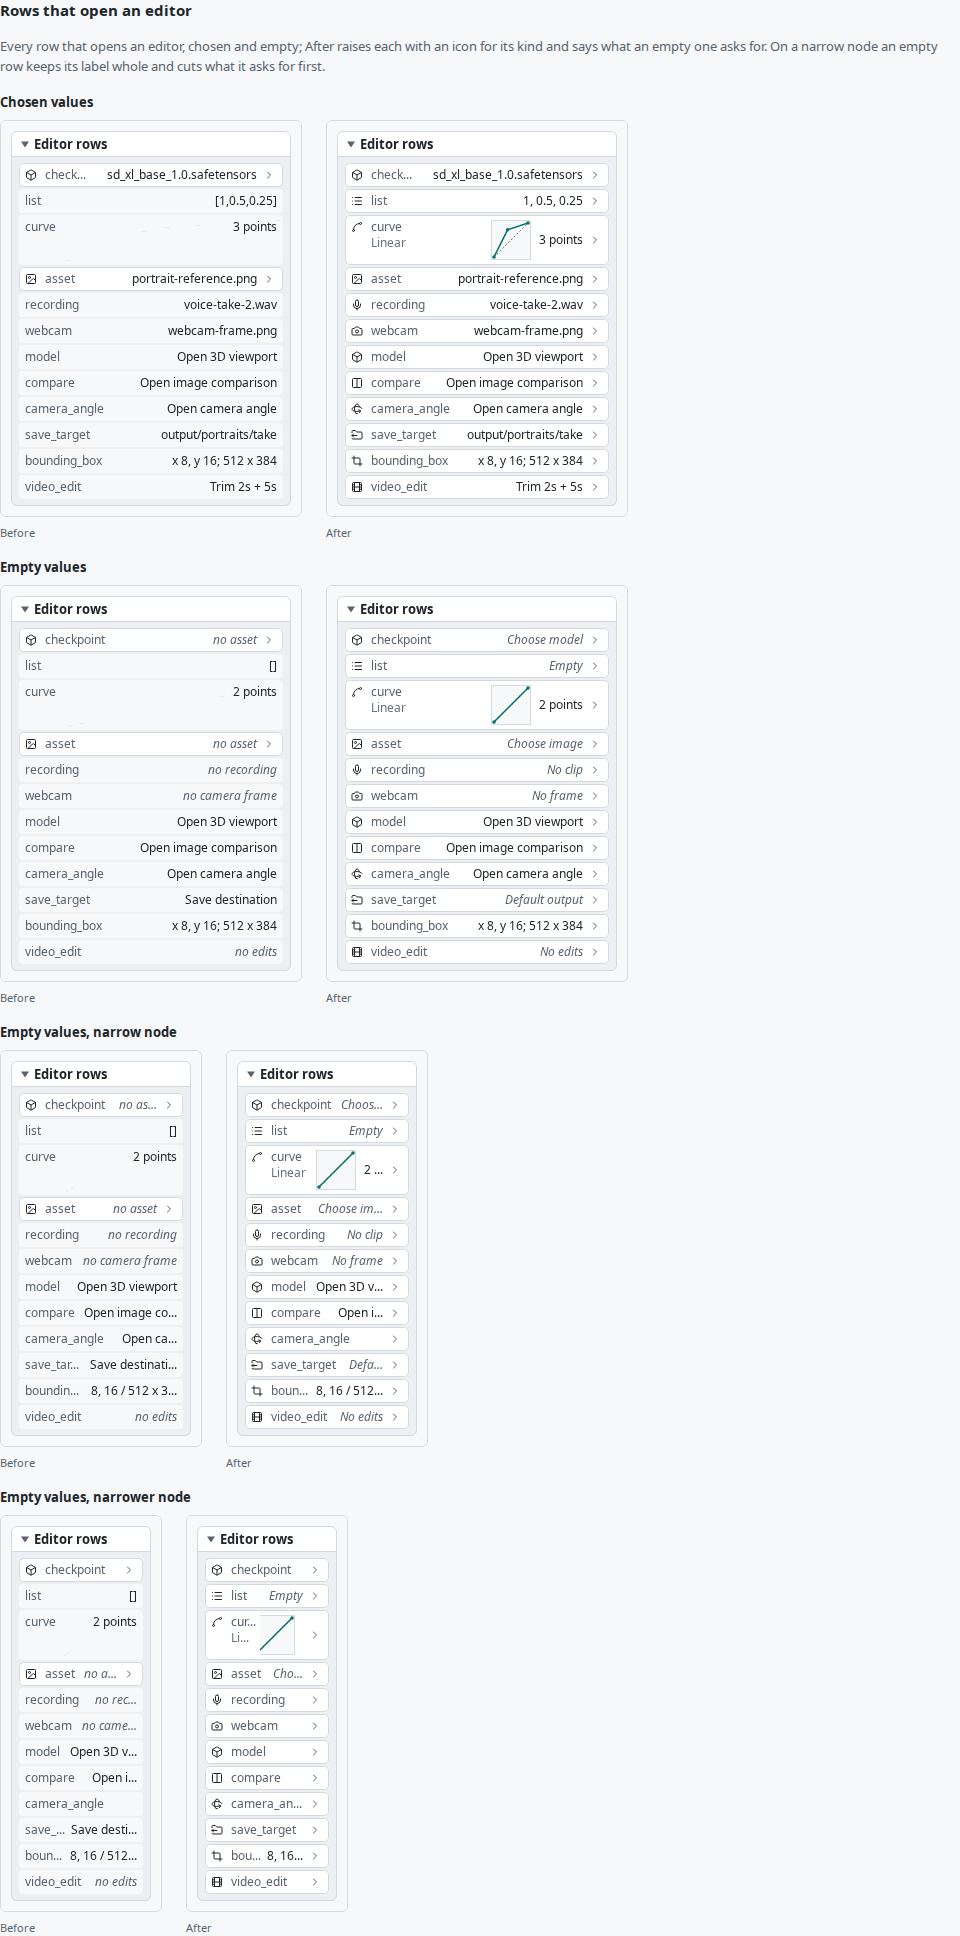 Rows that open an editor
Every row that opens an editor, chosen and empty; After raises each with an icon for its kind and says what an empty one asks for. On a narrow node an empty
row keeps its label whole and cuts what it asks for first.
Chosen values
Editor rows
check... sd_xl_base_1.0.safetensors
list [1,0.5,0.25]
curve 3 points
asset portrait-reference.png
recording voice-take-2.wav
webcam webcam-frame.png
model Open 3D viewport
compare Open image comparison
camera_angle Open camera angle
save_target output/portraits/take
bounding_box x 8, y 16; 512 x 384
video_edit Trim 2s + 5s
Before
Editor rows
check... sd_xl_base_1.0.safetensors
list 1, 0.5, 0.25
curve
Linear
3 points
asset portrait-reference.png
recording voice-take-2.wav
webcam webcam-frame.png
model Open 3D viewport
compare Open image comparison
camera_angle Open camera angle
save_target output/portraits/take
bounding_box x 8, y 16; 512 x 384
video_edit Trim 2s + 5s
After
Empty values
Editor rows
checkpoint no asset
list []
curve 2 points
asset no asset
recording no recording
webcam no camera frame
model Open 3D viewport
compare Open image comparison
camera_angle Open camera angle
save_target Save destination
bounding_box x 8, y 16; 512 x 384
video_edit no edits
Before
Editor rows
checkpoint Choose model
list Empty
curve
Linear
2 points
asset Choose image
recording No clip
webcam No frame
model Open 3D viewport
compare Open image comparison
camera_angle Open camera angle
save_target Default output
bounding_box x 8, y 16; 512 x 384
video_edit No edits
After
Empty values, narrow node
Editor rows
checkpoint no as...
list []
curve 2 points
asset no asset
recording no recording
webcam no camera frame
model Open 3D viewport
compare Open image co...
camera_angle Open ca...
save_tar... Save destinati...
boundin... 8, 16 / 512 x 3...
video_edit no edits
Before
Editor rows
checkpoint Choos...
list Empty
curve
Linear
2 ...
asset Choose im...
recording No clip
webcam No frame
model Open 3D v...
compare Open i...
camera_angle
save_target Defa...
boun... 8, 16 / 512...
video_edit No edits
After
Empty values, narrower node
Editor rows
checkpoint
list []
curve 2 points
asset no a...
recording no rec...
webcam no came...
model Open 3D v...
compare Open i...
camera_angle
save_... Save desti...
boun... 8, 16 / 512...
video_edit no edits
Before
Editor rows
checkpoint
list Empty
cur...
Li...
asset Cho...
recording
webcam
model
compare
camera_an...
save_target
bou... 8, 16...
video_edit
After